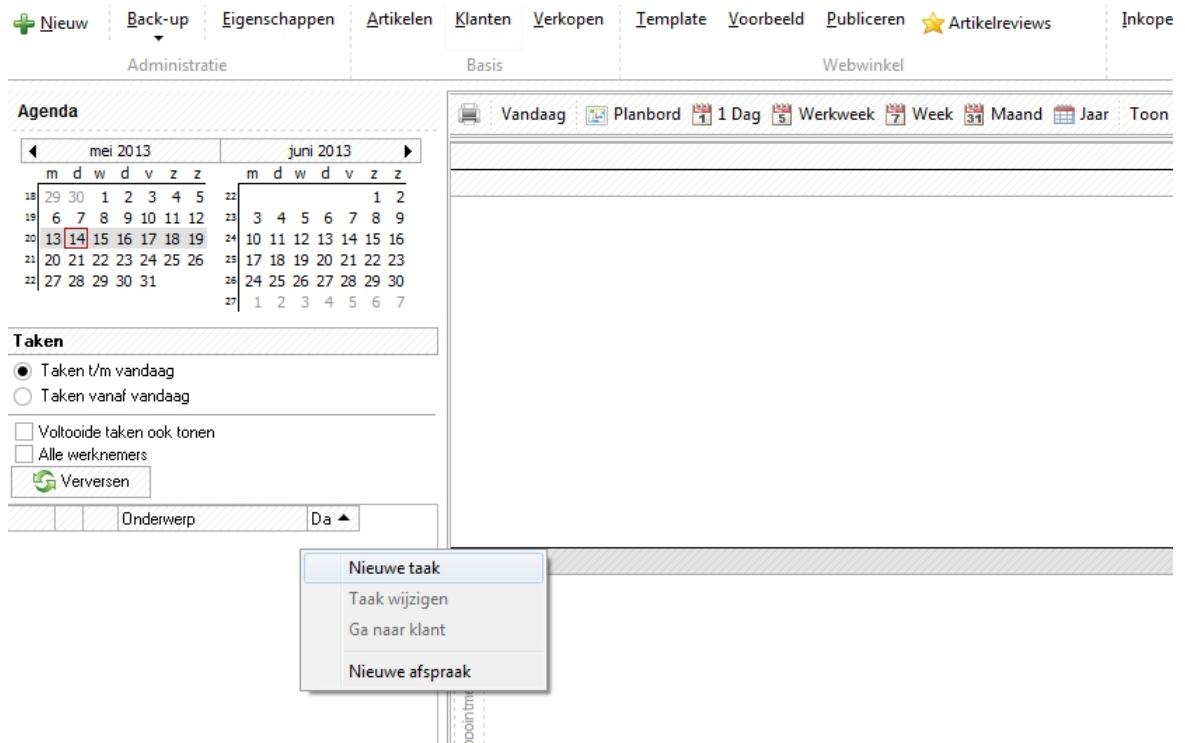 Nieuw Back-up Eigenschappen Artikelen Klanten Verkopen Template Voorbeeld Publiceren Artikelreviews Inkope
Administratie Basis Webwinkel
Agenda
Vandaag Planbord 1 Dag Werkweek Week Maand Jaar Toon
mei 2013 juni 2013
m d w d v z z m d w d v z z
18 29 30 1 2 3 4 5 22 1 2
19 6 7 8 9 10 11 12 23 3 4 5 6 7 8 9
20 13 14 15 16 17 18 19 24 10 11 12 13 14 15 16
21 20 21 22 23 24 25 26 25 17 18 19 20 21 22 23
22 27 28 29 30 31 26 24 25 26 27 28 29 30
27 1 2 3 4 5 6 7
Taken
Taken t/m vandaag
Taken vanaf vandaag
Voltooide taken ook tonen
Alle werknemers
Verversen
Onderwerp Da
Nieuwe taak
Taak wijzigen
Ga naar klant
Nieuwe afspraak